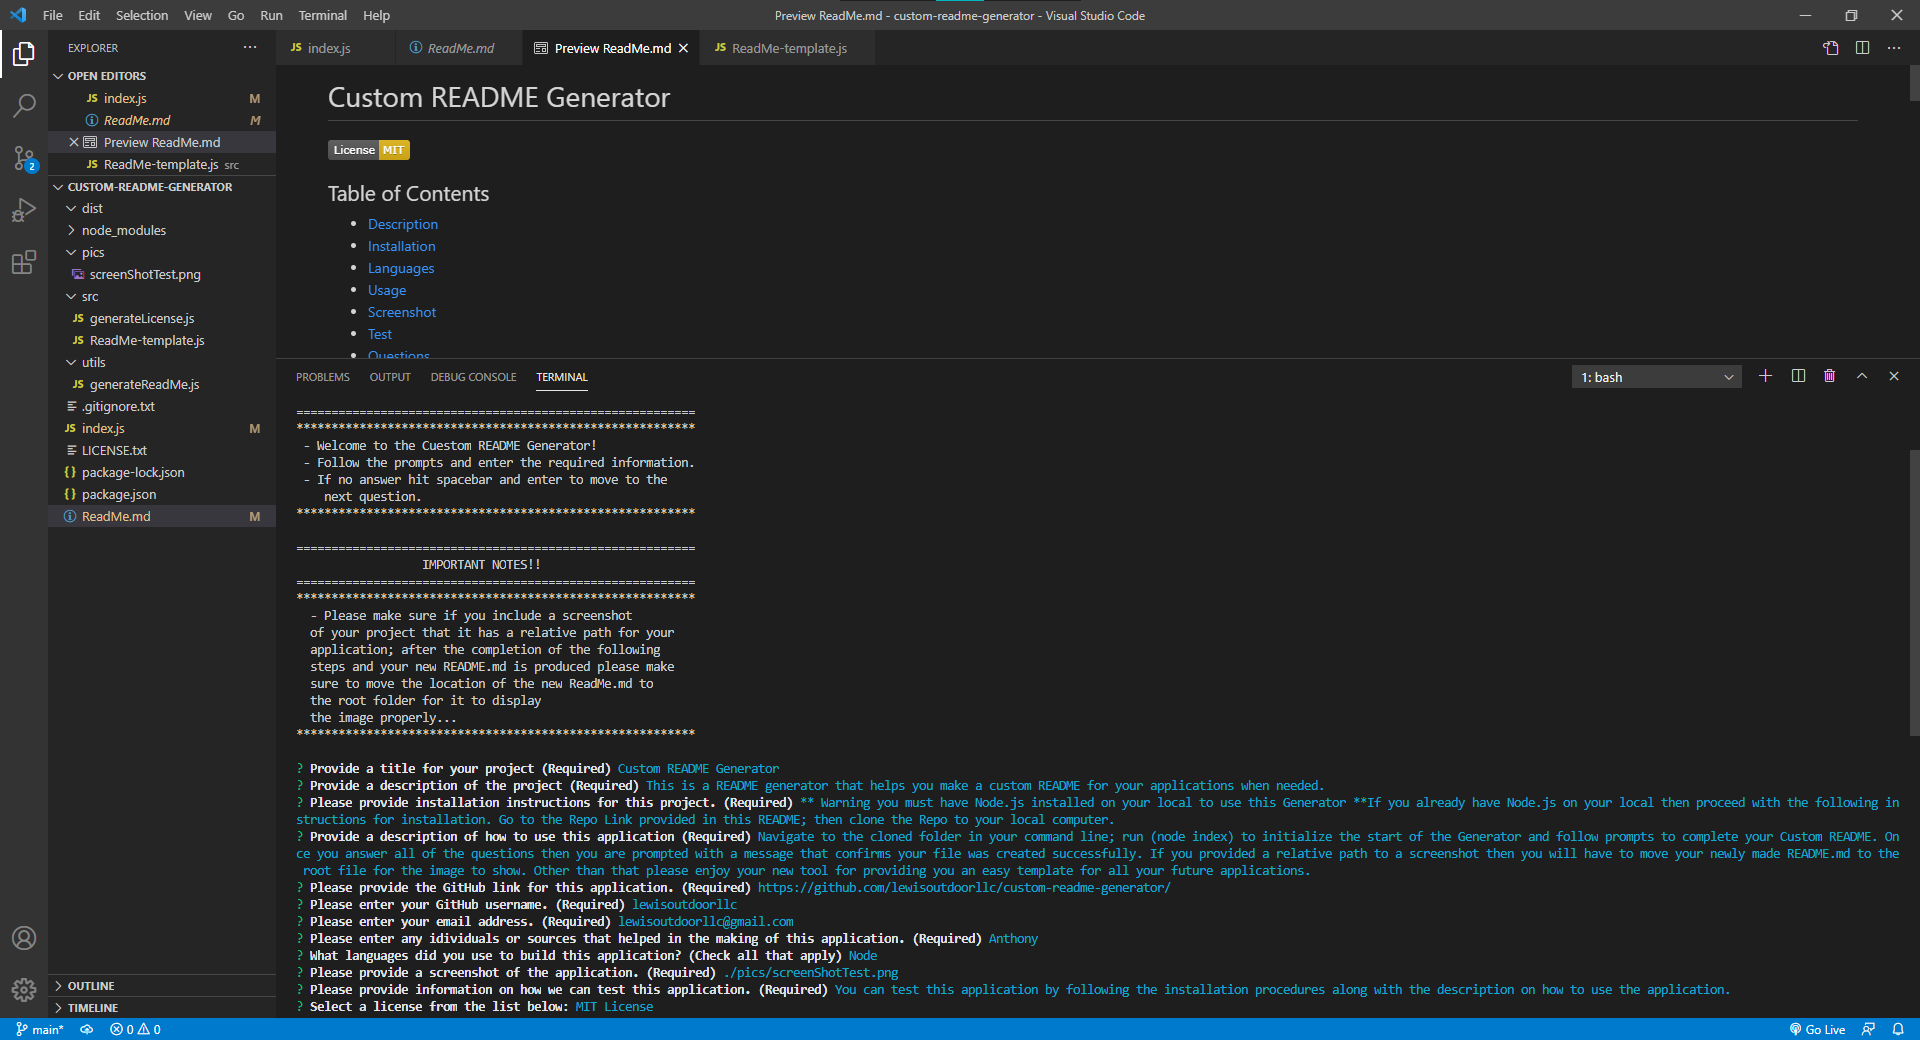 File Edit Selection View Go Run Terminal Help
Preview ReadMe.md - custom-readme-generator - Visual Studio Code
EXPLORER
index.js
ReadMe.md
Preview ReadMe.md
JS ReadMe-template.js
OPEN EDITORS
JS index.js M
ReadMe.md M
Preview ReadMe.md
JS ReadMe-template.js src
CUSTOM-README-GENERATOR
dist
node_modules
pics
screenShotTest.png
src
JS generateLicense.js
JS ReadMe-template.js
utils
JS generateReadMe.js
.gitignore.txt
JS index.js M
LICENSE.txt
{} package-lock.json
{} package.json
ReadMe.md M
OUTLINE
TIMELINE
2
Custom README Generator
License MIT
Table of Contents
• Description
• Installation
• Languages
• Usage
• Screenshot
• Test
• Questions
PROBLEMS OUTPUT DEBUG CONSOLE TERMINAL
1: bash
=========================================================
*********************************************************
- Welcome to the Cuestom README Generator!
- Follow the prompts and enter the required information.
- If no answer hit spacebar and enter to move to the
next question.
*********************************************************
=========================================================
IMPORTANT NOTES!!
=========================================================
*********************************************************
- Please make sure if you include a screenshot
of your project that it has a relative path for your
application; after the completion of the following
steps and your new README.md is produced please make
sure to move the location of the new ReadMe.md to
the root folder for it to display
the image properly...
*********************************************************
? Provide a title for your project (Required) Custom README Generator
? Provide a description of the project (Required) This is a README generator that helps you make a custom README for your applications when needed.
? Please provide installation instructions for this project. (Required) ** Warning you must have Node.js installed on your local to use this Generator **If you already have Node.js on your local then proceed with the following in
structions for installation. Go to the Repo Link provided in this README; then clone the Repo to your local computer.
? Provide a description of how to use this application (Required) Navigate to the cloned folder in your command line; run (node index) to initialize the start of the Generator and follow prompts to complete your Custom README. On
ce you answer all of the questions then you are prompted with a message that confirms your file was created successfully. If you provided a relative path to a screenshot then you will have to move your newly made README.md to the
root file for the image to show. Other than that please enjoy your new tool for providing you an easy template for all your future applications.
? Please provide the GitHub link for this application. (Required) https://github.com/lewisoutdoorllc/custom-readme-generator/
? Please enter your GitHub username. (Required) lewisoutdoorllc
? Please enter your email address. (Required) lewisoutdoorllc@gmail.com
? Please enter any idividuals or sources that helped in the making of this application. (Required) Anthony
? What languages did you use to build this application? (Check all that apply) Node
? Please provide a screenshot of the application. (Required) ./pics/screenShotTest.png
? Please provide information on how we can test this application. (Required) You can test this application by following the installation procedures along with the description on how to use the application.
? Select a license from the list below: MIT License
main* 0 0
Go Live